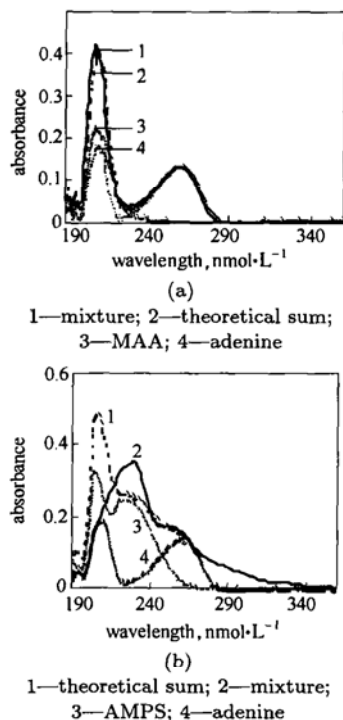 absorbance
0.4
0.3
0.2
0.1
0
1
2
3
4
190 240 290 340
wavelength, nmol·L⁻¹
(a)
1—mixture; 2—theoretical sum;
3—MAA; 4—adenine
absorbance
0.6
0.4
0.2
0
1
2
3
4
190 240 290 340
wavelength, nmol·L⁻¹
(b)
1—theoretical sum; 2—mixture;
3—AMPS; 4—adenine